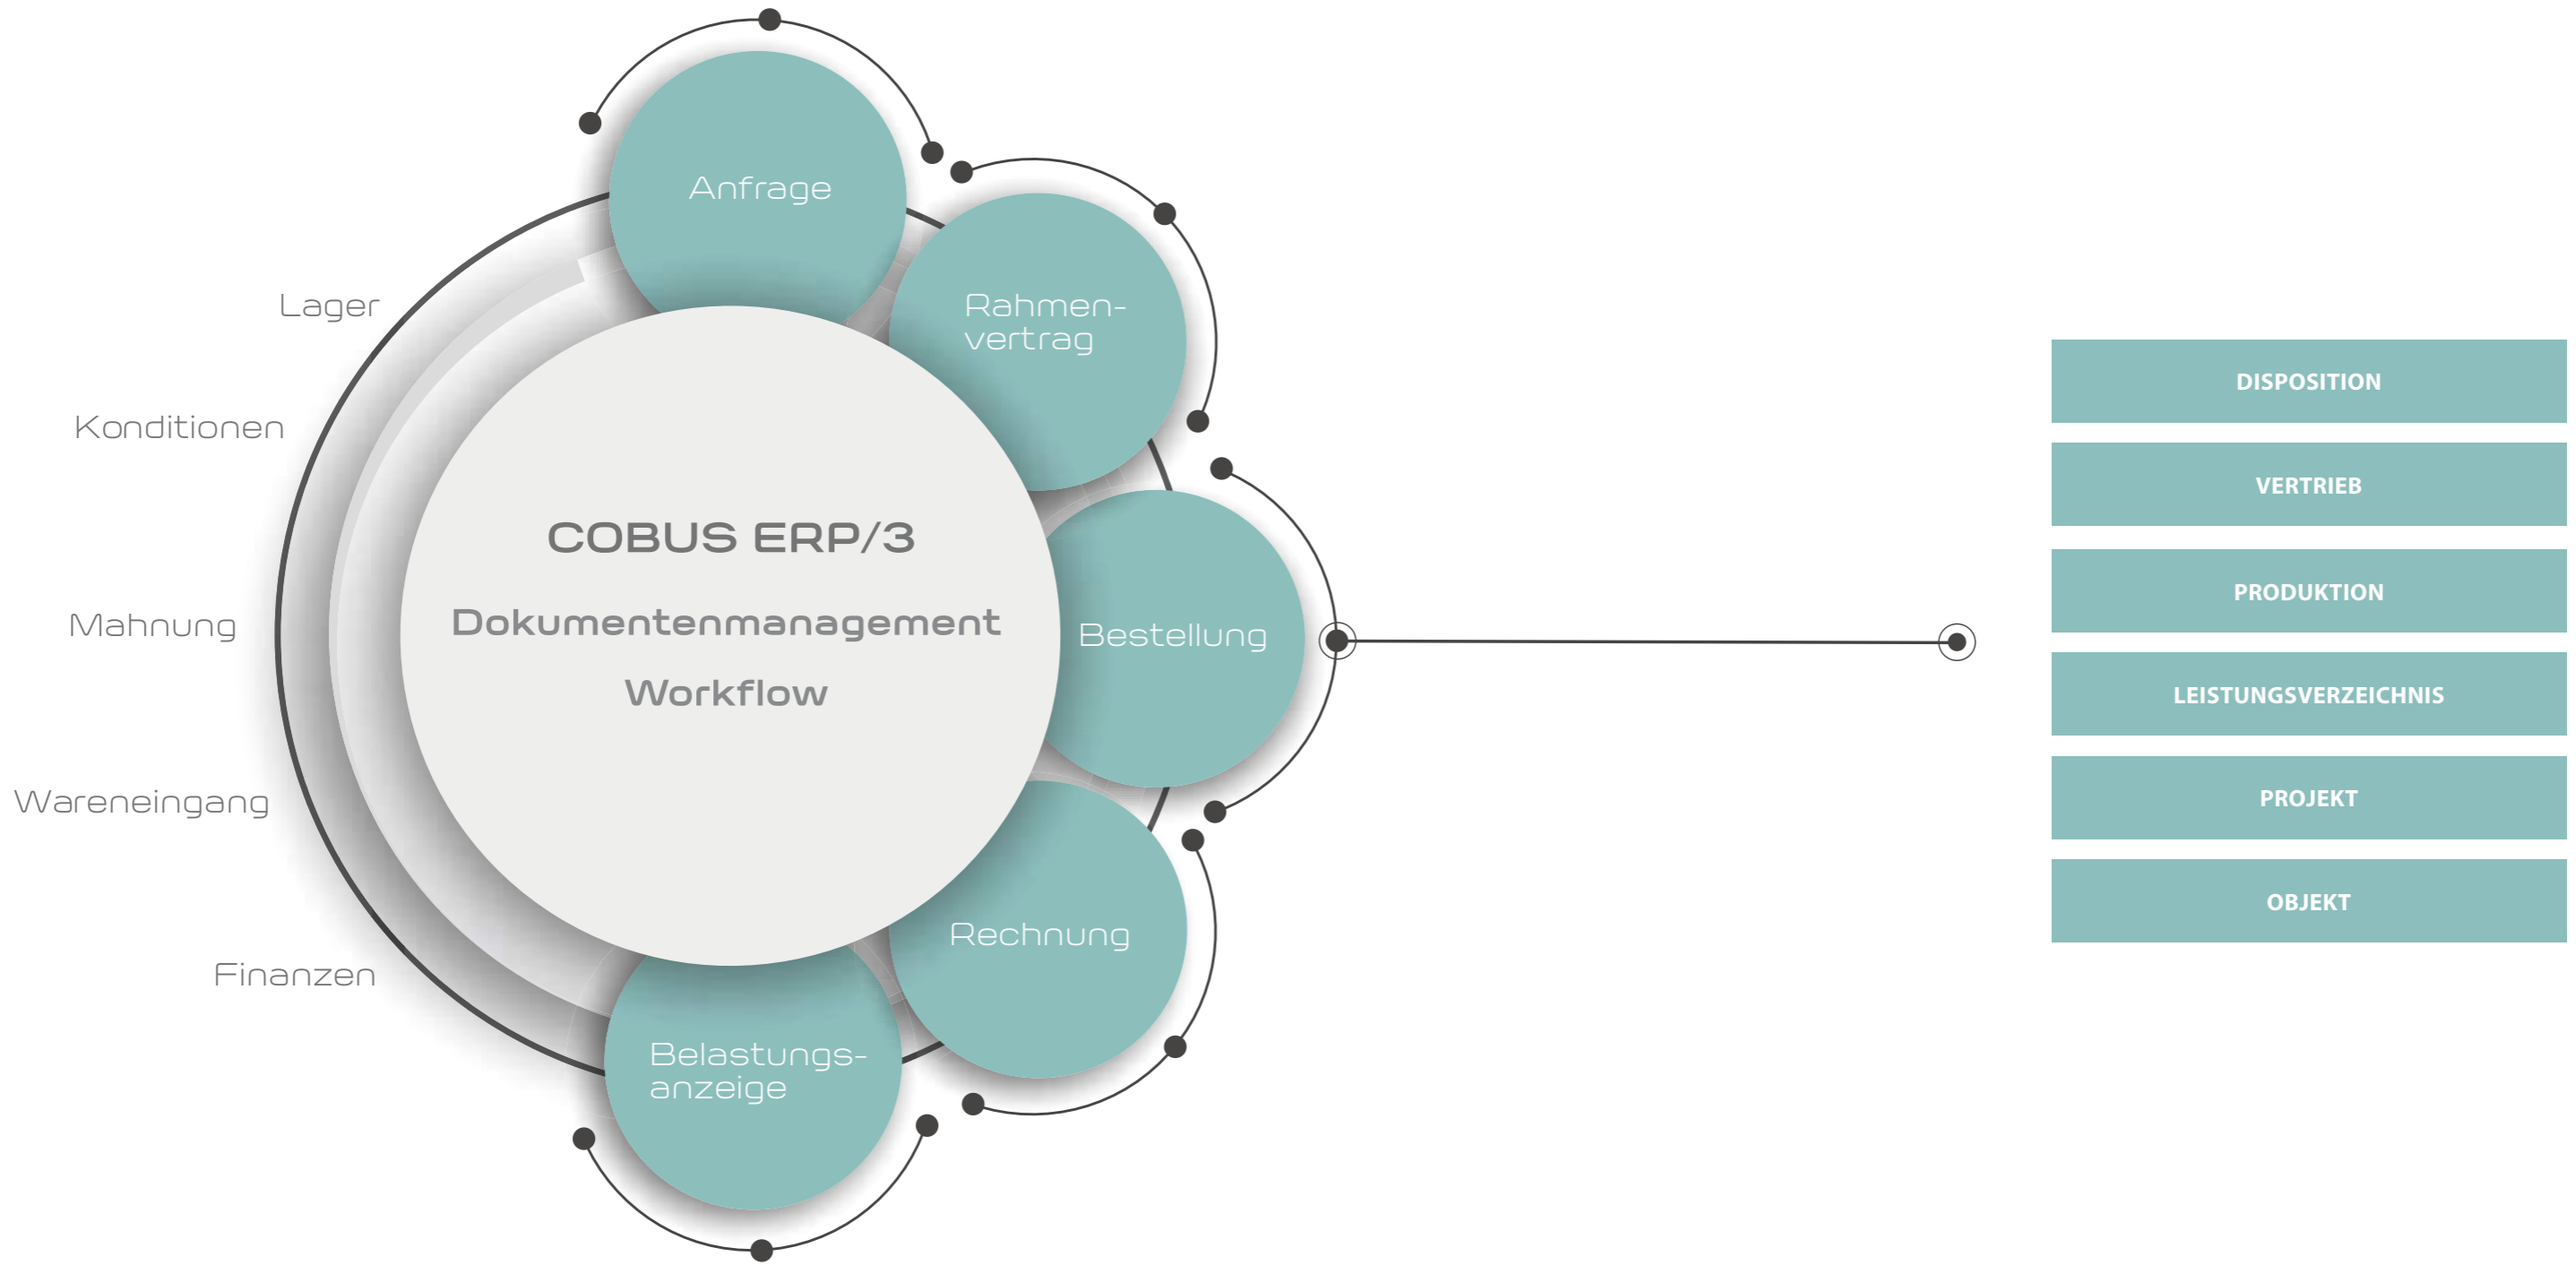 Anfrage
Rahmen-
vertrag
Bestellung
Rechnung
Belastungs-
anzeige
Lager
Konditionen
Mahnung
Wareneingang
Finanzen
COBUS ERP/3
Dokumentenmanagement
Workflow
DISPOSITION
VERTRIEB
PRODUKTION
LEISTUNGSVERZEICHNIS
PROJEKT
OBJEKT